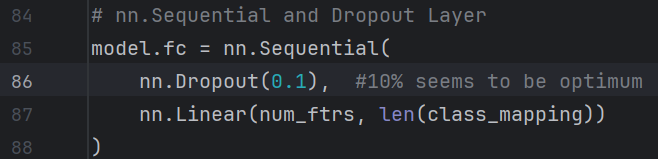 84 # nn.Sequential and Dropout Layer
85 model.fc = nn.Sequential(
86 nn.Dropout(0.1), #10% seems to be optimum
87 nn.Linear(num_ftrs, len(class_mapping))
88 )